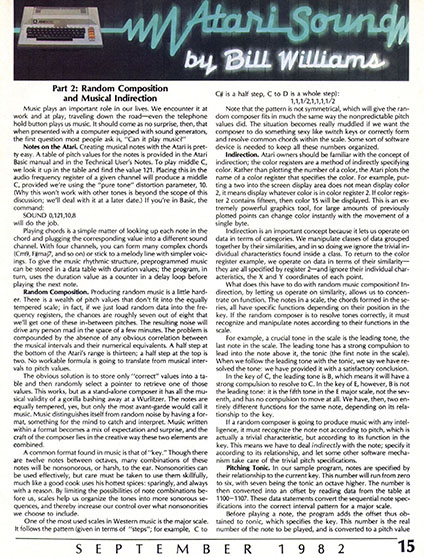 Atari Sound
by Bill Williams
Part 2: Random Composition
and Musical Indirection
Music plays an important role in our lives. We encounter it at
work and at play, traveling down the road—even the telephone
hold button plays us music. It should come as no surprise, then, that
when presented with a computer equipped with sound generators,
the first question most people ask is, "Can it play music?"
Notes on the Atari. Creating musical notes with the Atari is pret-
ty easy. A table of pitch values for the notes is provided in the Atari
Basic manual and in the Technical User's Notes. To play middle C,
we look it up in the table and find the value 121. Placing this in the
audio frequency register of a given channel will produce a middle
C, provided we're using the "pure tone" distortion parameter, 10.
(Why this won't work with other tones is beyond the scope of this
discussion; we'll deal with it at a later date.) If you're in Basic, the
command:
SOUND 0,121,10,8
will do the job.
Playing chords is a simple matter of looking up each note in the
chord and plugging the corresponding value into a different sound
channel. With four channels, you can form many complex chords
(Cm9, F#maj7, and so on) or stick to a melody line with simpler voic-
ings. To give the music rhythmic structure, preprogrammed music
can be stored in a data table with duration values; the program, in
turn, uses the duration value as a counter in a delay loop before
playing the next note.
Random Composition. Producing random music is a little hard-
er. There is a wealth of pitch values that don't fit into the equally
tempered scale; in fact, if we just load random data into the fre-
quency registers, the chances are roughly seven out of eight that
we'll get one of these in-between pitches. The resulting noise will
drive any person mad in the space of a few minutes. The problem is
compounded by the absence of any obvious correlation between
the musical intervals and their numerical equivalents. A half step at
the bottom of the Atari's range is thirteen; a half step at the top is
two. No workable formula is going to translate from musical inter-
vals to pitch values.
The obvious solution is to store only "correct" values into a ta-
ble and then randomly select a pointer to retrieve one of those
values. This works, but as a stand-alone composer it has all the mu-
sical validity of a gorilla bashing away at a Wurlitzer. The notes are
equally tempered, yes, but only the most avant-garde would call it
music. Music distinguishes itself from random noise by having a for-
mat, something for the mind to catch and interpret. Music written
within a format becomes a mix of expectation and surprise, and the
craft of the composer lies in the creative way these two elements are
combined.
A common format found in music is that of "key." Though there
are twelve notes between octaves, many combinations of these
notes will be nonsonorous, or harsh, to the ear. Nonsonorities can
be used effectively, but care must be taken to use them skillfully,
much like a good cook uses his hottest spices: sparingly, and always
with a reason. By limiting the possibilities of note combinations be-
fore us, scales help us organize the tones into more sonorous se-
quences, and thereby increase our control over what nonsonorities
we choose to include.
One of the most used scales in Western music is the major scale.
It follows the pattern (given in terms of "steps"; for example, C to
C# is a half step, C to D is a whole step):
1,1,1/2,1,1,1,1/2
Note that the pattern is not symmetrical, which will give the ran-
dom composer fits in much the same way the nonpredictable pitch
values did. The situation becomes really muddled if we want the
composer to do something sexy like switch keys or correctly form
and resolve common chords within the scale. Some sort of software
device is needed to keep all these numbers organized.
Indirection. Atari owners should be familiar with the concept of
indirection; the color registers are a method of indirectly specifying
color. Rather than plotting the number of a color, the Atari plots the
name of a color register that specifies the color. For example, put-
ting a two into the screen display area does not mean display color
2, it means display whatever color is in color register 2. If color regis-
ter 2 contains fifteen, then color 15 will be displayed. This is an ex-
tremely powerful graphics tool, for large amounts of previously
plotted points can change color instantly with the movement of a
single byte.
Indirection is an important concept because it lets us operate on
data in terms of categories. We manipulate classes of data grouped
together by their similarities, and in so doing we ignore the trivial in-
dividual characteristics found inside a class. To return to the color
register example, we operate on data in terms of their similarity—
they are all specified by register 2—and ignore their individual char-
acteristics, the X and Y coordinates of each point.
What does this have to do with random music composition? In-
direction, by letting us operate on similarity, allows us to concen-
trate on function. The notes in a scale, the chords formed in the se-
ries, all have specific functions depending on their position in the
key. If the random composer is to resolve tones correctly, it must
recognize and manipulate notes according to their functions in the
scale.
For example, a crucial tone in the scale is the leading tone, the
last note in the scale. The leading tone has a strong compulsion to
lead into the note above it, the tonic (the first note in the scale).
When we follow the leading tone with the tonic, we say we have re-
solved the tone: we have provided it with a satisfactory conclusion.
In the key of C, the leading tone is B, which means it will have a
strong compulsion to resolve to C. In the key of E, however, B is not
the leading tone: it is the fifth tone in the E major scale, not the sev-
enth, and has no compulsion to move at all. We have, then, two en-
tirely different functions for the same note, depending on its rela-
tionship to the key.
If a random composer is going to produce music with any intel-
ligence, it must recognize the note not according to pitch, which is
actually a trivial characteristic, but according to its function in the
key. This means we have to deal indirectly with the note; specify it
according to its relationship, and let some other software mecha-
nism take care of the trivial pitch specifications.
Pitching Tonic. In our sample program, notes are specified by
their relationship to the current key. This number will run from zero
to six, with seven being the tonic an octave higher. The number is
then converted into an offset by reading data from the table at
1100–1107. These data statements convert the sequential note spec-
ifications into the correct interval pattern for a major scale.
Before playing a note, the program adds the offset thus ob-
tained to tonic, which specifies the key. This number is the real
number of the note to be played, and is converted to a pitch value
SEPTEMBER 1982 15